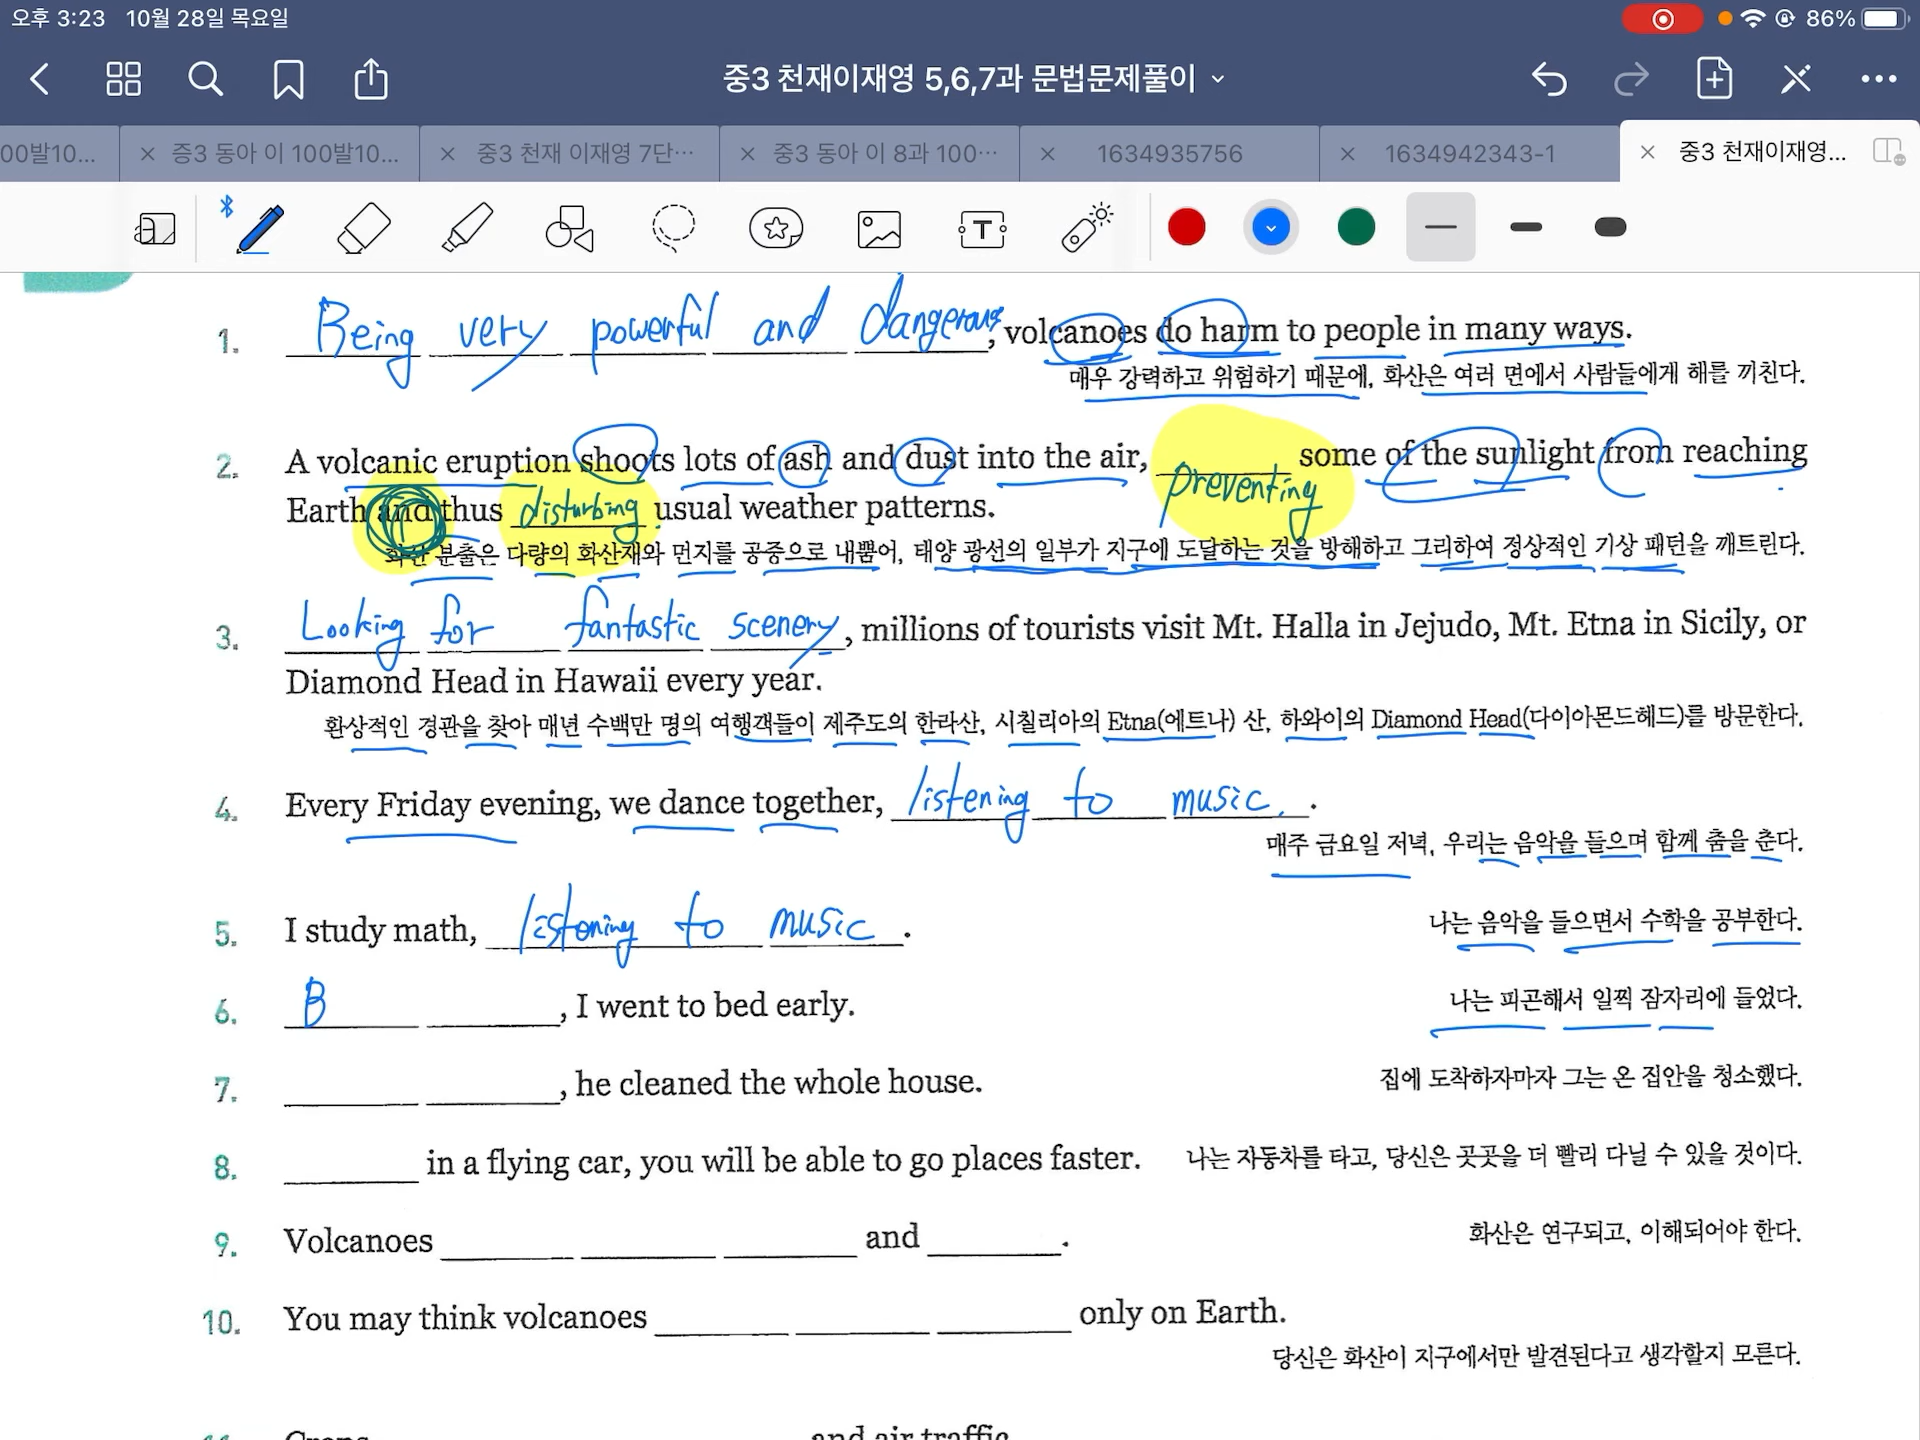 오후 3:23 10월 28일 목요일 86%
중3 천재이재영 5,6,7과 문법문제풀이
00발10... × 증3 동아 이 100발10... × 중3 천재 이재영 7단... × 중3 동아 이 8과 100... × 1634935756 × 1634942343-1 × 중3 천재이재영...
1. Being very powerful and dangerous, volcanoes do harm to people in many ways.
매우 강력하고 위험하기 때문에, 화산은 여러 면에서 사람들에게 해를 끼친다.
2. A volcanic eruption shoots lots of ash and dust into the air, preventing some of the sunlight from reaching
Earth and thus disturbing usual weather patterns.
화산 분출은 다량의 화산재와 먼지를 공중으로 내뿜어, 태양 광선의 일부가 지구에 도달하는 것을 방해하고 그리하여 정상적인 기상 패턴을 깨트린다.
3. Looking for fantastic scenery, millions of tourists visit Mt. Halla in Jejudo, Mt. Etna in Sicily, or
Diamond Head in Hawaii every year.
환상적인 경관을 찾아 매년 수백만 명의 여행객들이 제주도의 한라산, 시칠리아의 Etna(에트나) 산, 하와이의 Diamond Head(다이아몬드헤드)를 방문한다.
4. Every Friday evening, we dance together, listening to music.
매주 금요일 저녁, 우리는 음악을 들으며 함께 춤을 춘다.
5. I study math, listening to music. 나는 음악을 들으면서 수학을 공부한다.
6. B , I went to bed early. 나는 피곤해서 일찍 잠자리에 들었다.
7. , he cleaned the whole house. 집에 도착하자마자 그는 온 집안을 청소했다.
8. in a flying car, you will be able to go places faster. 나는 자동차를 타고, 당신은 곳곳을 더 빨리 다닐 수 있을 것이다.
9. Volcanoes and . 화산은 연구되고, 이해되어야 한다.
10. You may think volcanoes only on Earth.
당신은 화산이 지구에서만 발견된다고 생각할지 모른다.
and air traffic